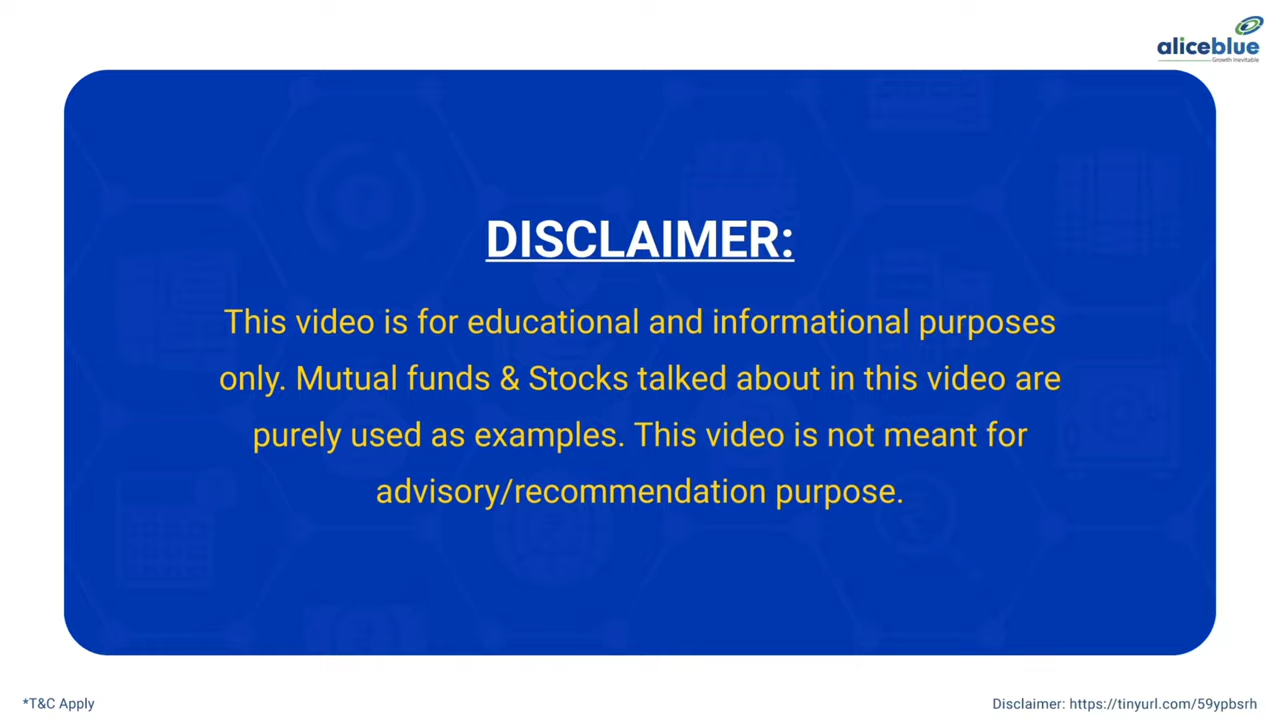 aliceblue
Growth Inevitable
DISCLAIMER:
This video is for educational and informational purposes
only. Mutual funds & Stocks talked about in this video are
purely used as examples. This video is not meant for
advisory/recommendation purpose.
*T&C Apply
Disclaimer: https://tinyurl.com/59ypbsrh